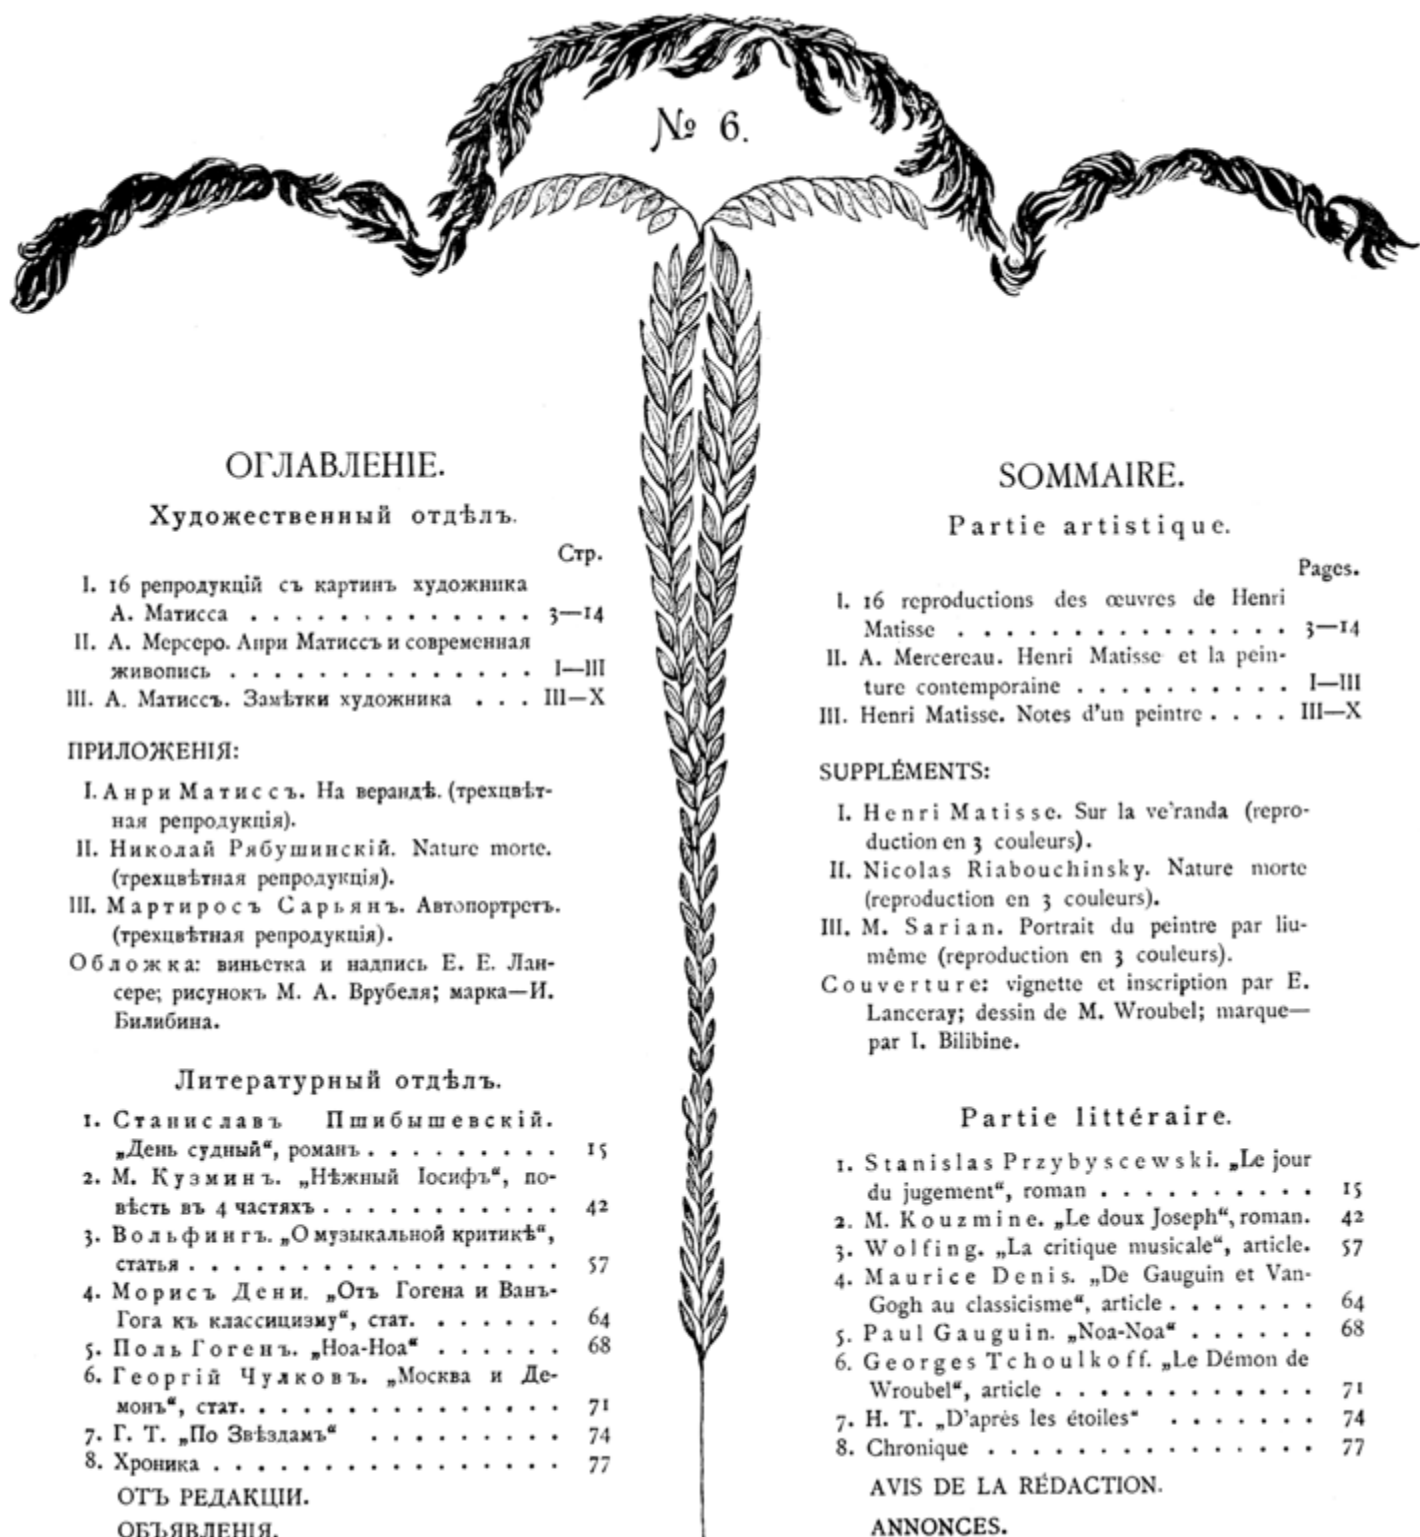 № 6.
ОГЛАВЛЕНІЕ.
Художественный отдѣлъ.
Стр.
I. 16 репродукцій съ картинъ художника
А. Матисса . . . . . . . . . . . . . 3—14
II. А. Мерсеро. Анри Матиссъ и современная
живопись . . . . . . . . . . . . . . I—III
III. А. Матиссъ. Замѣтки художника . . . III—X
ПРИЛОЖЕНІЯ:
I. Анри Матиссъ. На верандѣ. (трехцвѣт-
ная репродукція).
II. Николай Рябушинскій. Nature morte.
(трехцвѣтная репродукція).
III. Мартиросъ Сарьянъ. Автопортретъ.
(трехцвѣтная репродукція).
Обложка: виньетка и надпись Е. Е. Лан-
сере; рисунокъ М. А. Врубеля; марка—И.
Билибина.
Литературный отдѣлъ.
1. Станиславъ Пшибышевскій.
„День судный“, романъ . . . . . . . . . 15
2. М. Кузминъ. „Нѣжный Іосифъ“, по-
вѣсть въ 4 частяхъ . . . . . . . . . . . 42
3. Вольфингъ. „О музыкальной критикѣ“,
статья . . . . . . . . . . . . . . . . . 57
4. Морисъ Дени. „Отъ Гогена и Ванъ-
Гога къ классицизму“, стат. . . . . . . 64
5. Поль Гогенъ. „Ноа-Ноа“ . . . . . . 68
6. Георгій Чулковъ. „Москва и Де-
монъ“, стат. . . . . . . . . . . . . . . 71
7. Г. Т. „По Звѣздамъ“ . . . . . . . . . 74
8. Хроника . . . . . . . . . . . . . . . . 77
ОТЪ РЕДАКЦІИ.
ОБЪЯВЛЕНІЯ.
SOMMAIRE.
Partie artistique.
Pages.
I. 16 reproductions des œuvres de Henri
Matisse . . . . . . . . . . . . . . . 3—14
II. A. Mercereau. Henri Matisse et la pein-
ture contemporaine . . . . . . . . . . I—III
III. Henri Matisse. Notes d'un peintre . . . . III—X
SUPPLÉMENTS:
I. Henri Matisse. Sur la ve'randa (repro-
duction en 3 couleurs).
II. Nicolas Riabouchinsky. Nature morte
(reproduction en 3 couleurs).
III. M. Sarian. Portrait du peintre par liu-
même (reproduction en 3 couleurs).
Couverture: vignette et inscription par E.
Lanceray; dessin de M. Wroubel; marque—
par I. Bilibine.
Partie littéraire.
1. Stanislas Przybyscewski. „Le jour
du jugement“, roman . . . . . . . . . . 15
2. M. Kouzmine. „Le doux Joseph“, roman. 42
3. Wolfing. „La critique musicale“, article. 57
4. Maurice Denis. „De Gauguin et Van-
Gogh au classicisme“, article . . . . . . . 64
5. Paul Gauguin. „Noa-Noa“ . . . . . . 68
6. Georges Tchoulkoff. „Le Démon de
Wroubel“, article . . . . . . . . . . . . 71
7. H. T. „D'après les étoiles“ . . . . . . . 74
8. Chronique . . . . . . . . . . . . . . . 77
AVIS DE LA RÉDACTION.
ANNONCES.